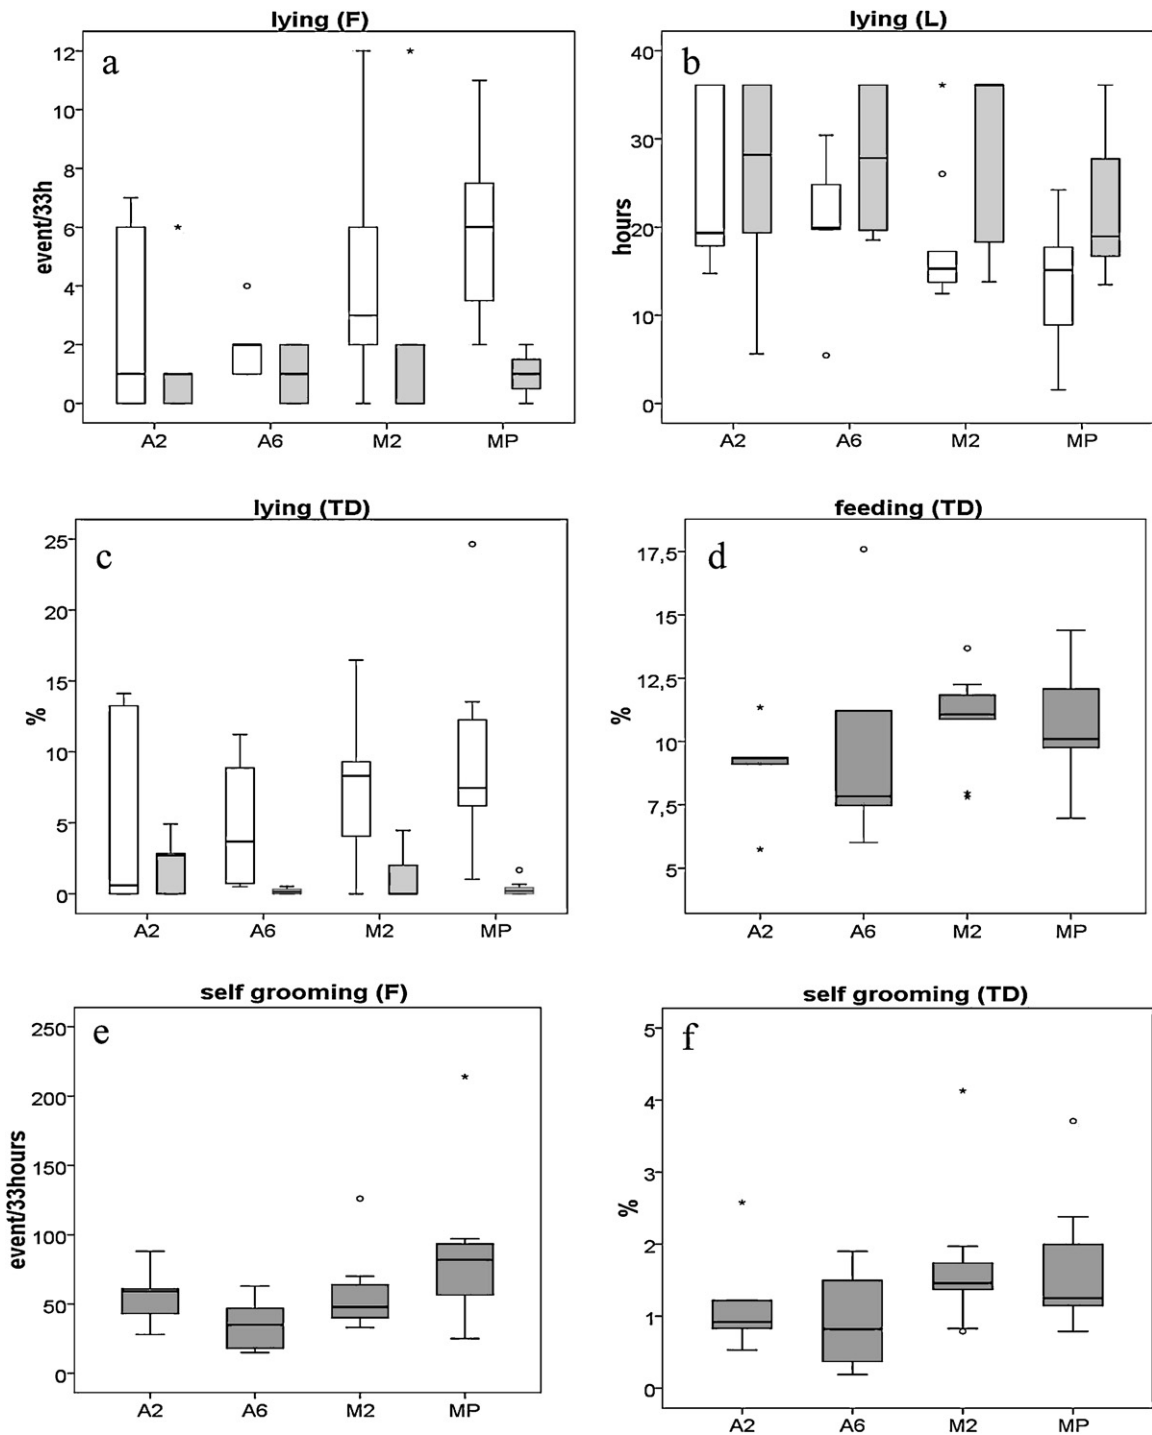 lying (F)
a
event/33h
12
10
8
6
4
2
0
A2 A6 M2 MP
lying (L)
b
hours
40
30
20
10
0
A2 A6 M2 MP
lying (TD)
c
%
25
20
15
10
5
0
A2 A6 M2 MP
feeding (TD)
d
%
17,5
15
12,5
10
7,5
5
A2 A6 M2 MP
self grooming (F)
e
event/33hours
250
200
150
100
50
0
A2 A6 M2 MP
self grooming (TD)
f
%
5
4
3
2
1
0
A2 A6 M2 MP